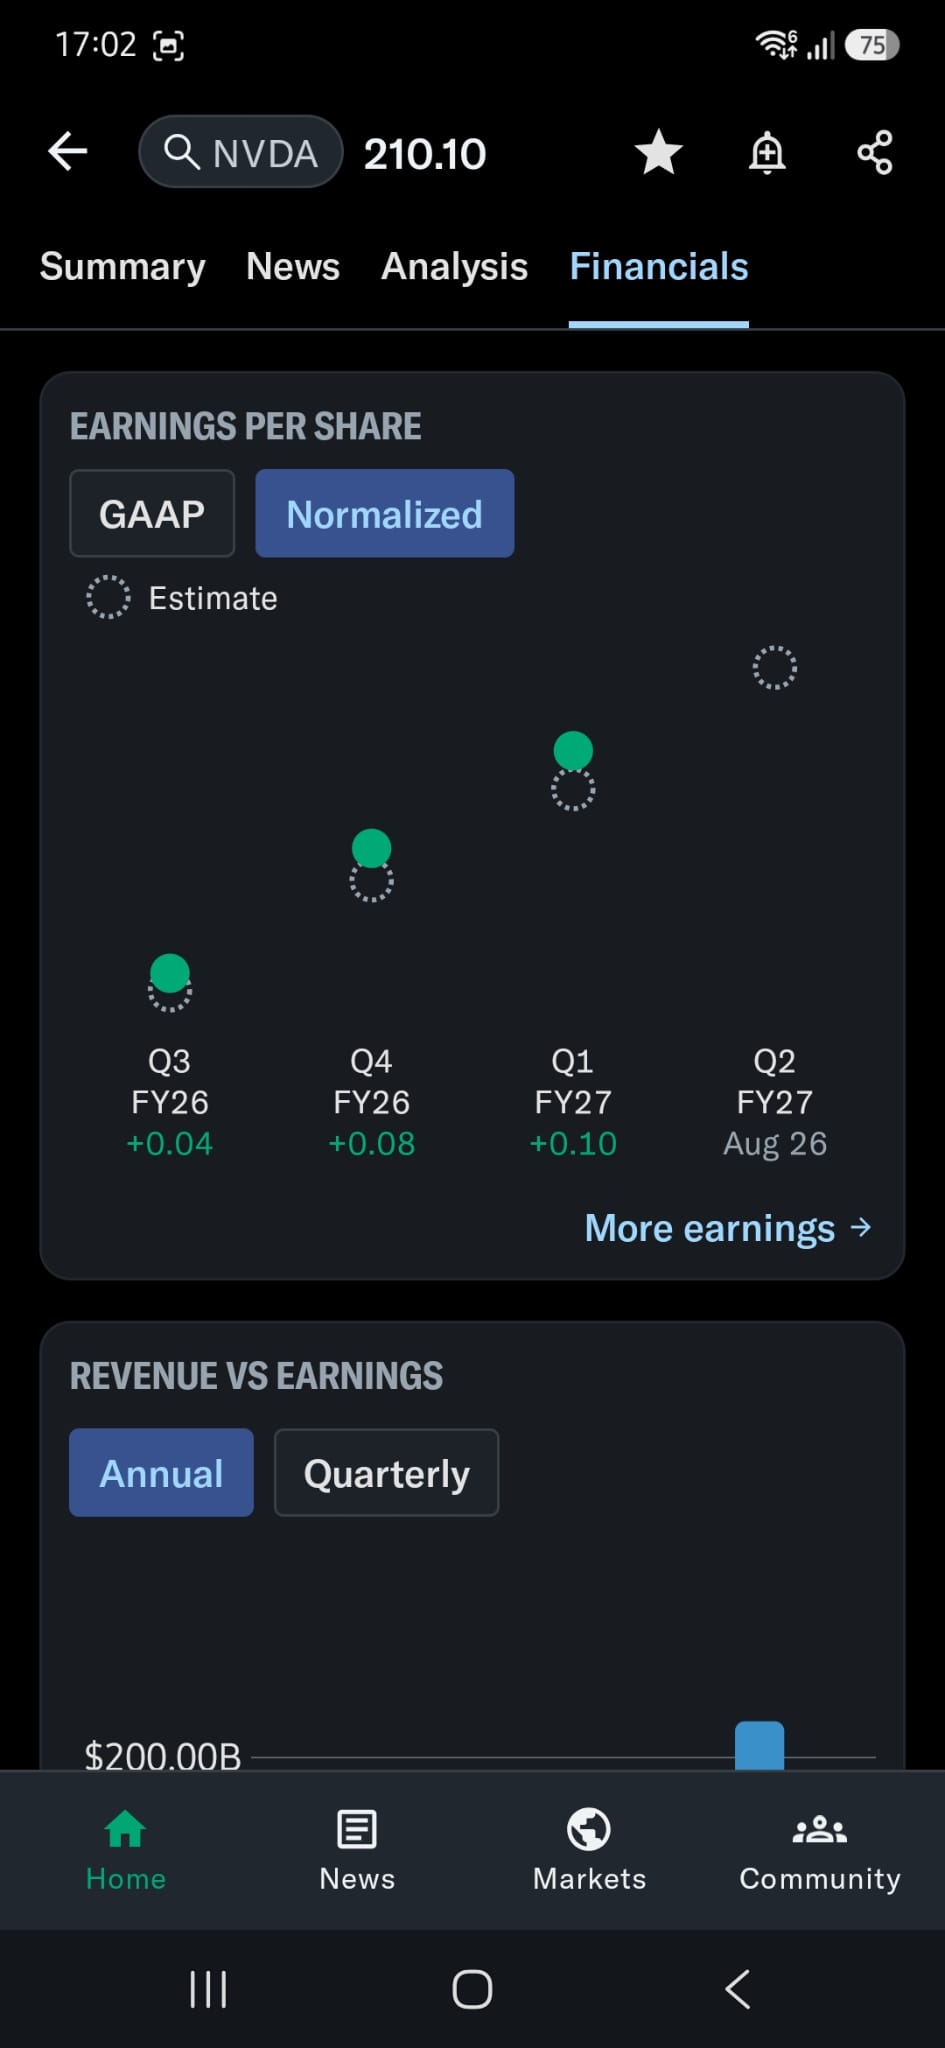 17:02 6 75
NVDA 210.10
Summary News Analysis Financials
EARNINGS PER SHARE
GAAP Normalized
Estimate
Q3 Q4 Q1 Q2
FY26 FY26 FY27 FY27
+0.04 +0.08 +0.10 Aug 26
More earnings →
REVENUE VS EARNINGS
Annual Quarterly
$200.00B
Home News Markets Community